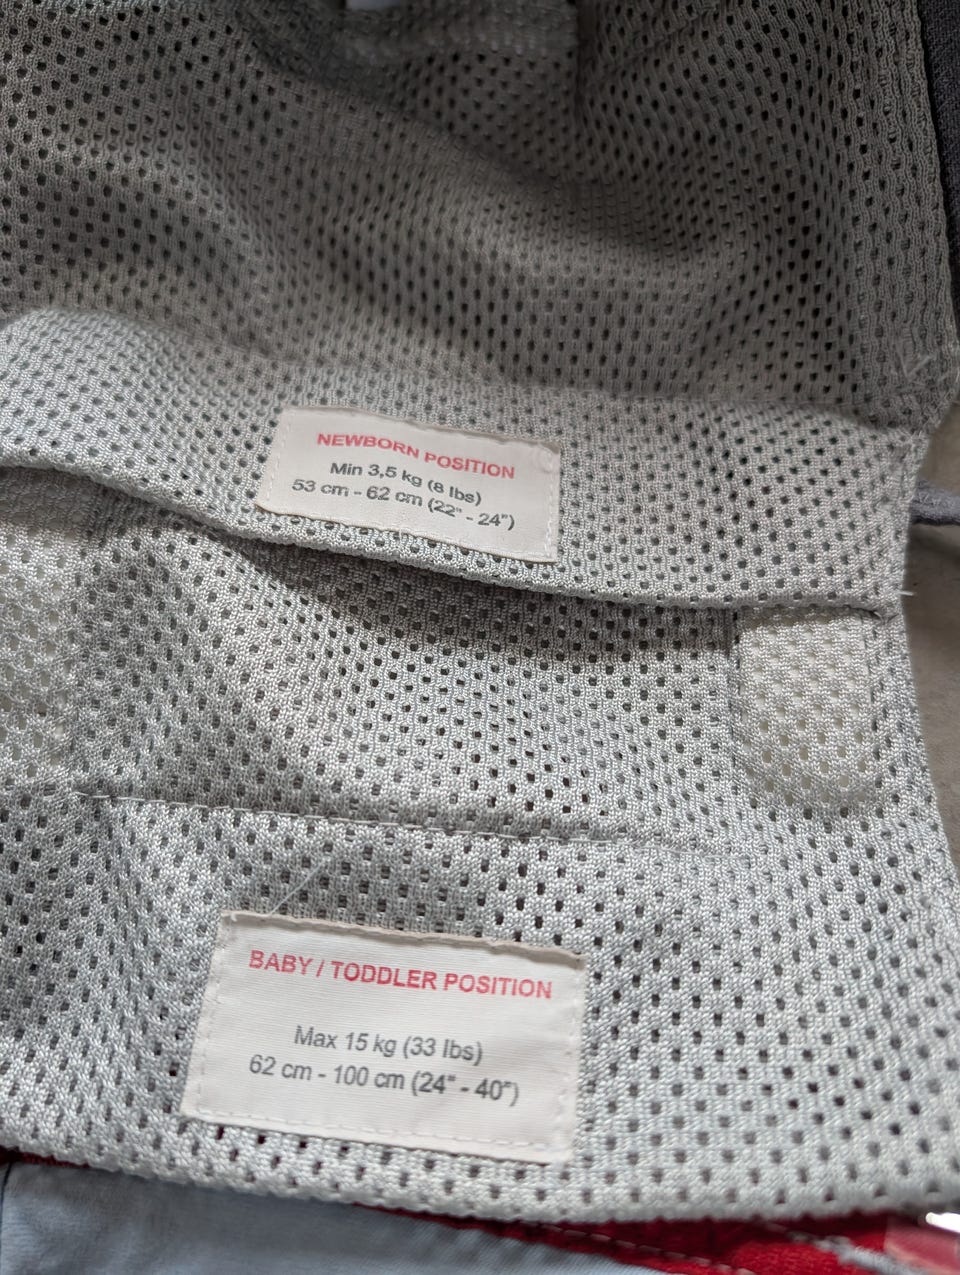 NEWBORN POSITION
Min 3,5 kg (8 lbs)
53 cm - 62 cm (22" - 24")
BABY / TODDLER POSITION
Max 15 kg (33 lbs)
62 cm - 100 cm (24" - 40")